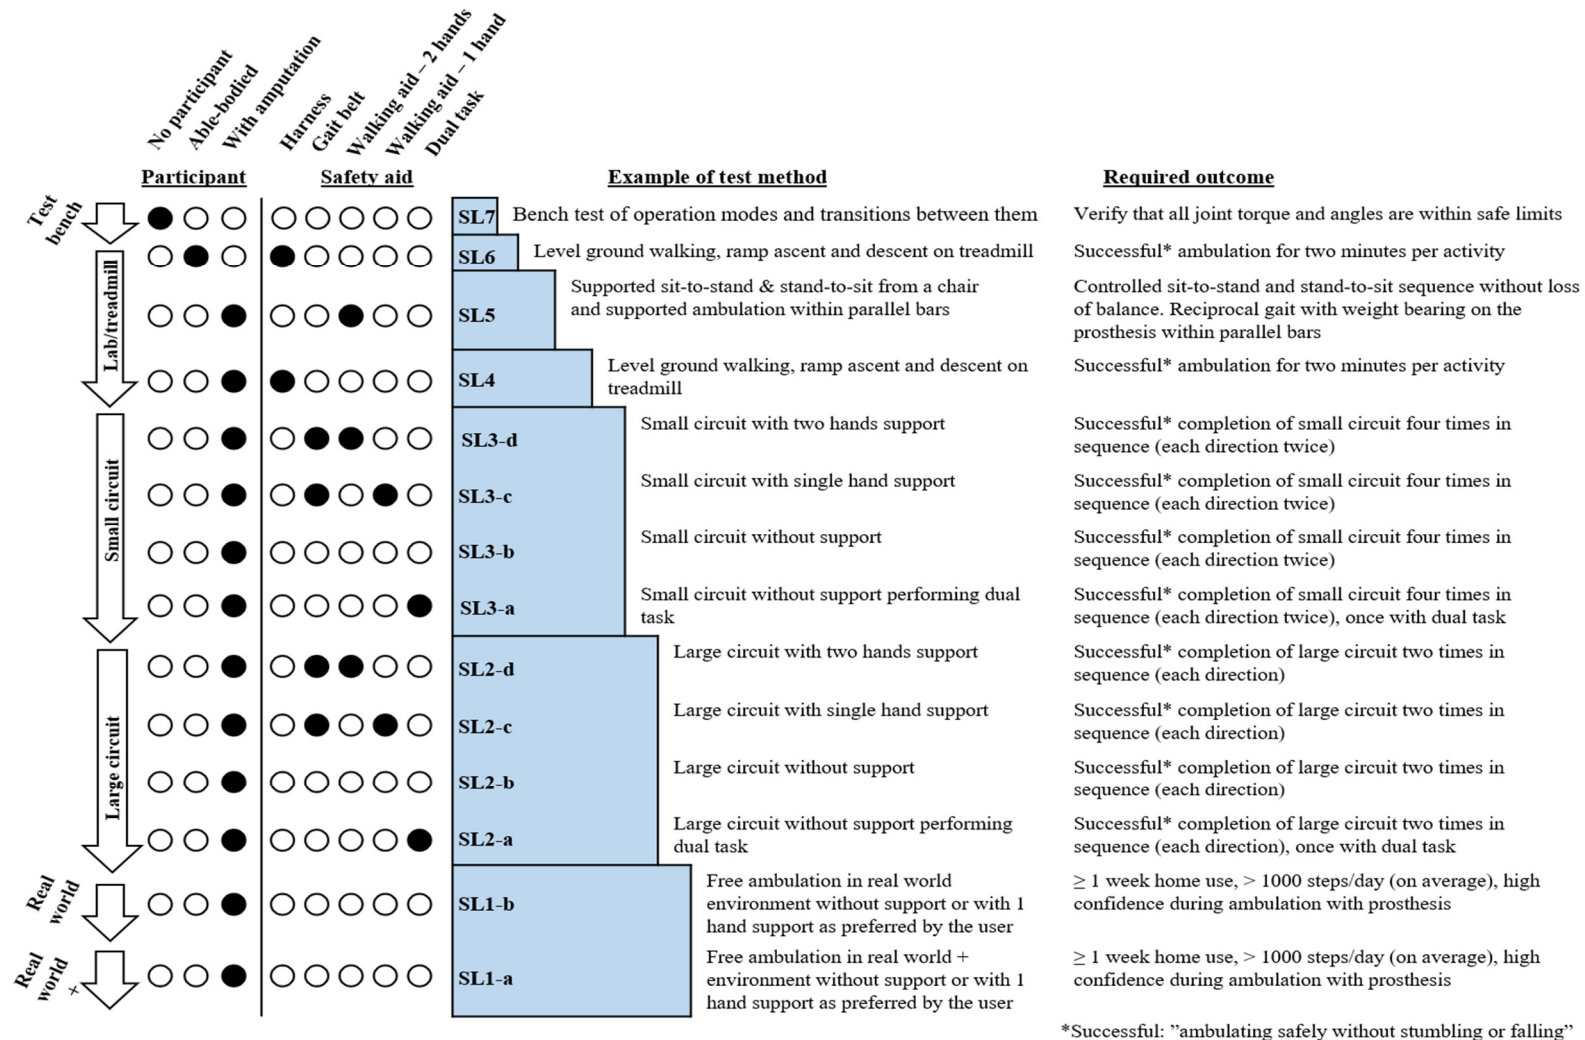 No participant
Able-bodied
With amputation
Harness
Gait belt
Walking aid – 2 hands
Walking aid – 1 hand
Dual task
Participant
Safety aid
Example of test method
Required outcome
Test
bench
SL7
Bench test of operation modes and transitions between them
Verify that all joint torque and angles are within safe limits
Lab/treadmill
SL6
Level ground walking, ramp ascent and descent on treadmill
Successful* ambulation for two minutes per activity
SL5
Supported sit-to-stand & stand-to-sit from a chair
and supported ambulation within parallel bars
Controlled sit-to-stand and stand-to-sit sequence without loss
of balance. Reciprocal gait with weight bearing on the
prosthesis within parallel bars
SL4
Level ground walking, ramp ascent and descent on
treadmill
Successful* ambulation for two minutes per activity
Small circuit
SL3-d
Small circuit with two hands support
Successful* completion of small circuit four times in
sequence (each direction twice)
SL3-c
Small circuit with single hand support
Successful* completion of small circuit four times in
sequence (each direction twice)
SL3-b
Small circuit without support
Successful* completion of small circuit four times in
sequence (each direction twice)
SL3-a
Small circuit without support performing dual
task
Successful* completion of small circuit four times in
sequence (each direction twice), once with dual task
Large circuit
SL2-d
Large circuit with two hands support
Successful* completion of large circuit two times in
sequence (each direction)
SL2-c
Large circuit with single hand support
Successful* completion of large circuit two times in
sequence (each direction)
SL2-b
Large circuit without support
Successful* completion of large circuit two times in
sequence (each direction)
SL2-a
Large circuit without support performing
dual task
Successful* completion of large circuit two times in
sequence (each direction), once with dual task
Real
world
SL1-b
Free ambulation in real world
environment without support or with 1
hand support as preferred by the user
≥ 1 week home use, > 1000 steps/day (on average), high
confidence during ambulation with prosthesis
Real
world
+
SL1-a
Free ambulation in real world +
environment without support or with 1
hand support as preferred by the user
≥ 1 week home use, > 1000 steps/day (on average), high
confidence during ambulation with prosthesis
*Successful: ”ambulating safely without stumbling or falling”